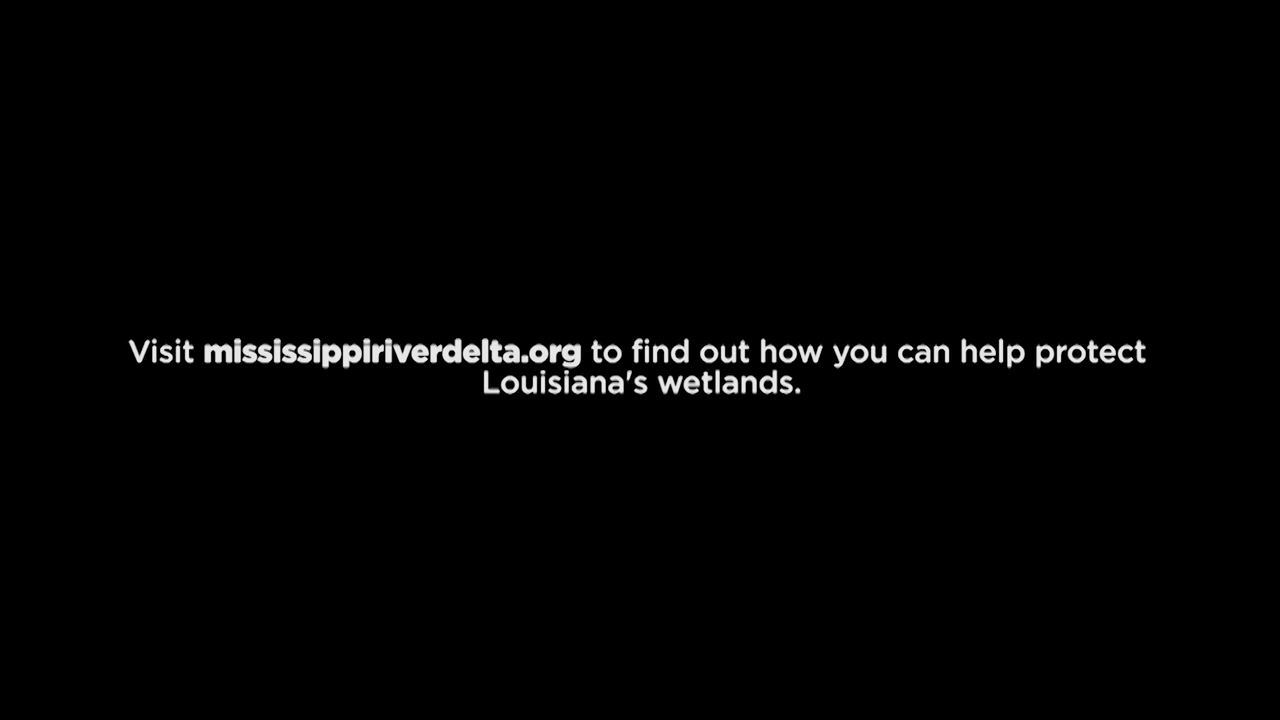 Visit mississippiriverdelta.org to find out how you can help protect
Louisiana's wetlands.